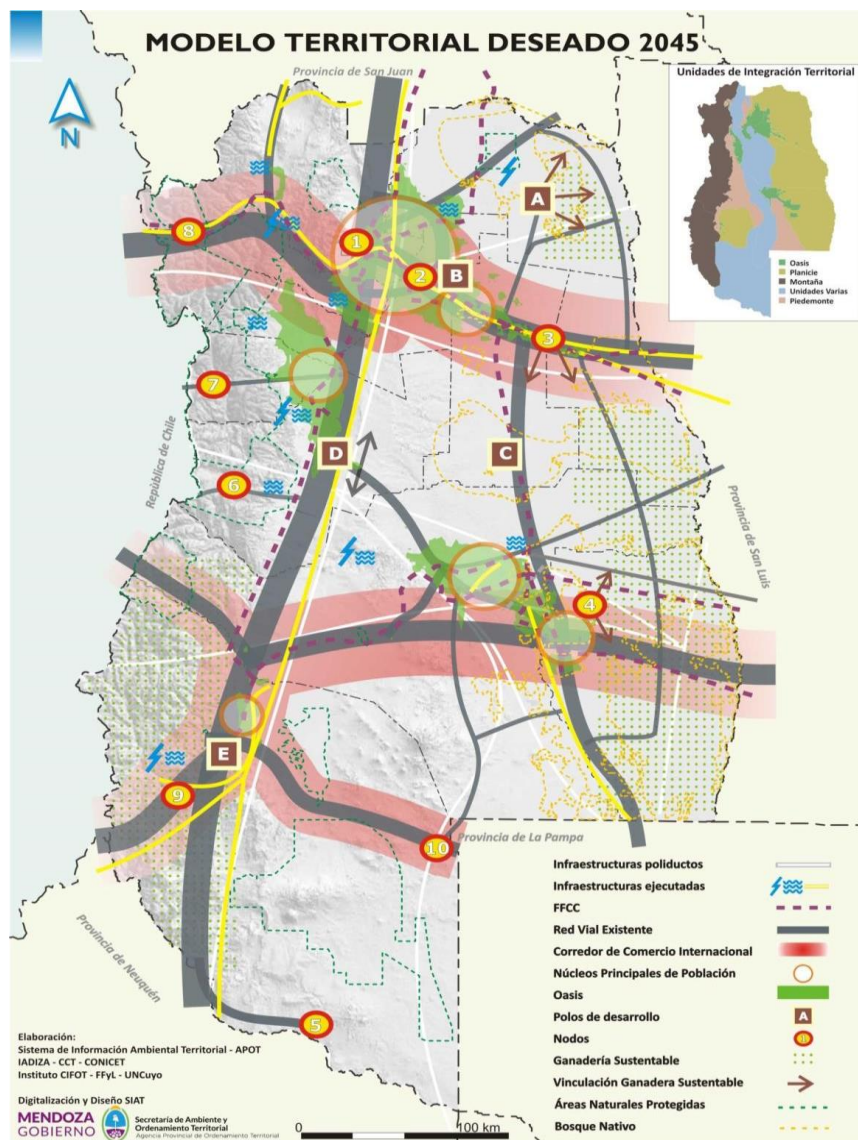 MODELO TERRITORIAL DESEADO 2045
Provincia de San Juan
Unidades de Integración Territorial
N
Oasis
Planicie
Montaña
Unidades Varias
Piedemonte
A
8
1
2
B
3
7
República de Chile
D
C
6
Provincia de San Luis
4
E
9
10
Provincia de La Pampa
Provincia de Neuquén
5
Infraestructuras poliductos
Infraestructuras ejecutadas
FFCC
Red Vial Existente
Corredor de Comercio Internacional
Núcleos Principales de Población
Oasis
Polos de desarrollo
A
Nodos
Ganadería Sustentable
Vinculación Ganadera Sustentable
Áreas Naturales Protegidas
Bosque Nativo
Elaboración:
Sistema de Información Ambiental Territorial - APOT
IADIZA - CCT - CONICET
Instituto CIFOT - FFyL - UNCuyo
Digitalización y Diseño SIAT
MENDOZA
GOBIERNO
Secretaría de Ambiente y
Ordenamiento Territorial
Agencia Provincial de Ordenamiento Territorial
0
100 km